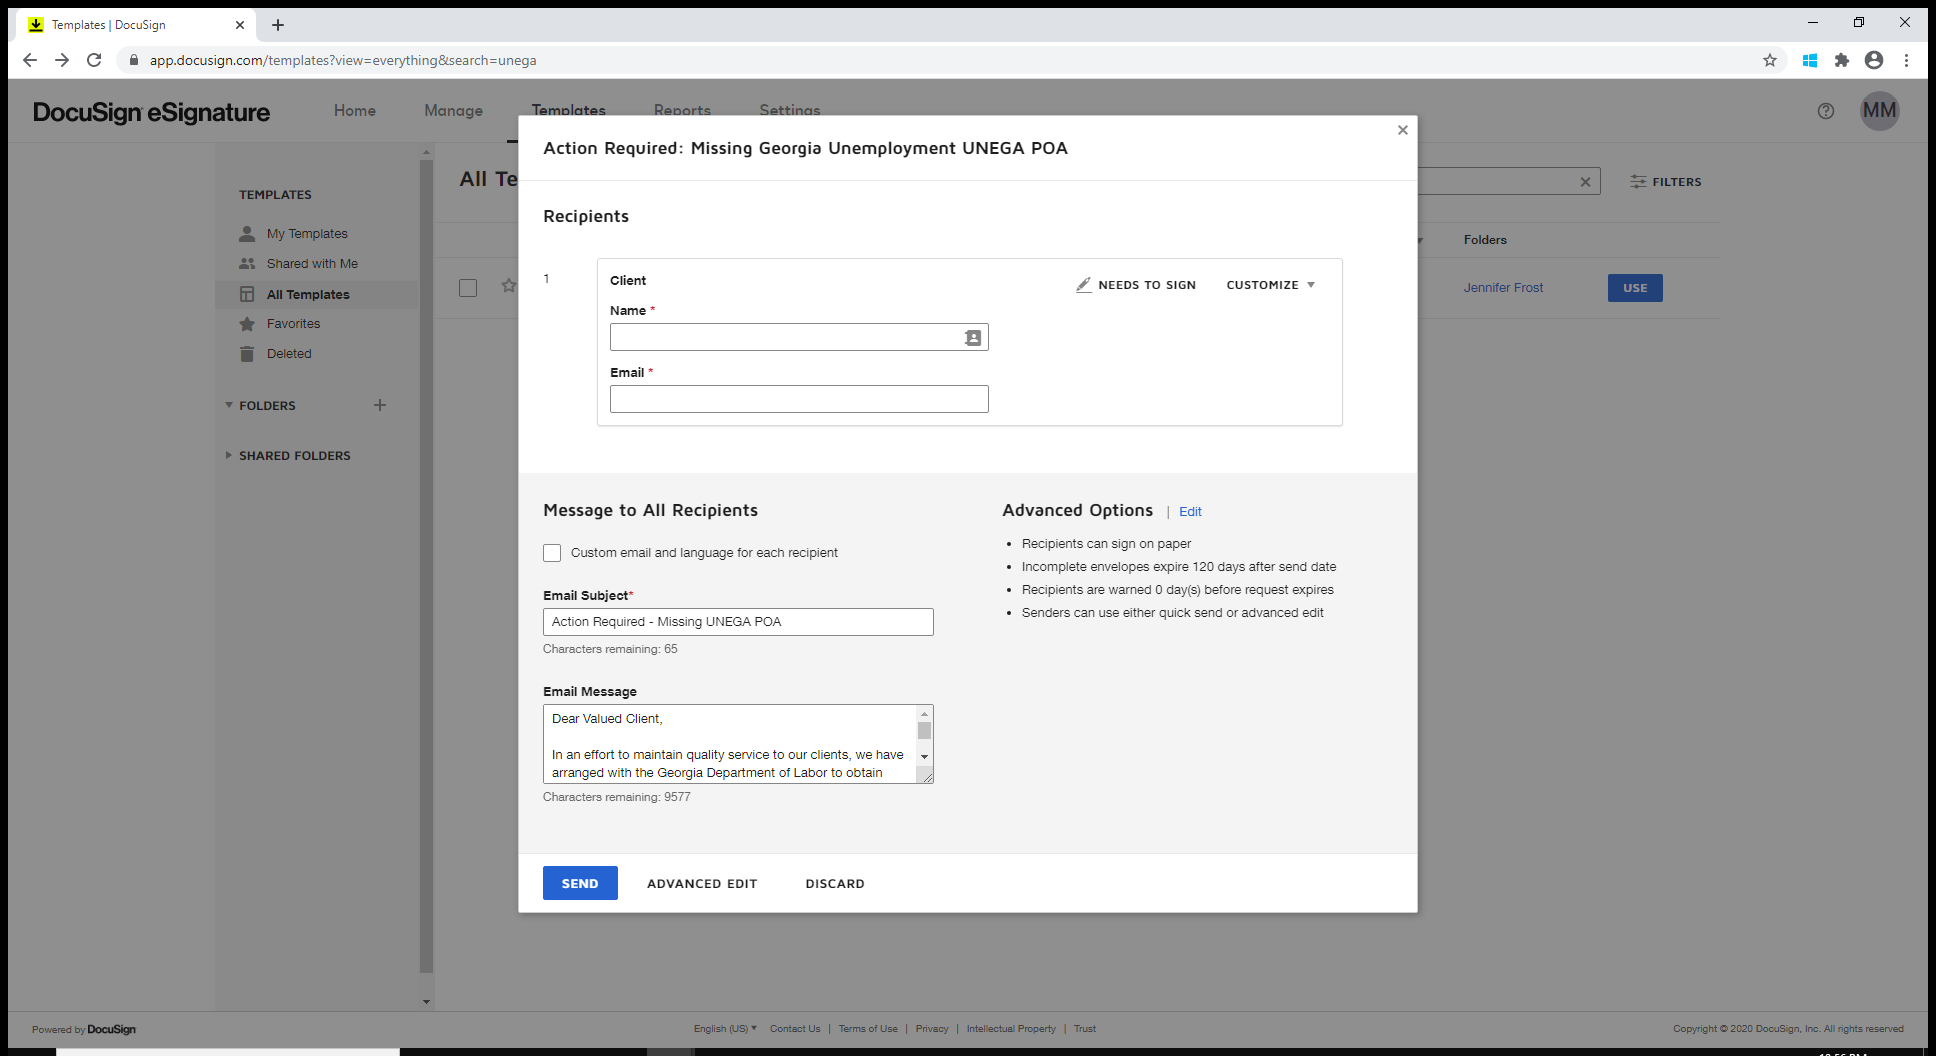 Templates | DocuSign
app.docusign.com/templates?view=everything&search=unega
DocuSign eSignature
Home
Manage
Templates
Reports
Settings
MM
TEMPLATES
My Templates
Shared with Me
All Templates
Favorites
Deleted
FOLDERS
SHARED FOLDERS
All Te
FILTERS
Folders
Jennifer Frost
USE
Action Required: Missing Georgia Unemployment UNEGA POA
Recipients
1
Client
NEEDS TO SIGN
CUSTOMIZE
Name *
Email *
Message to All Recipients
Custom email and language for each recipient
Email Subject*
Action Required - Missing UNEGA POA
Characters remaining: 65
Email Message
Dear Valued Client,
In an effort to maintain quality service to our clients, we have
arranged with the Georgia Department of Labor to obtain
Characters remaining: 9577
Advanced Options | Edit
• Recipients can sign on paper
• Incomplete envelopes expire 120 days after send date
• Recipients are warned 0 day(s) before request expires
• Senders can use either quick send or advanced edit
SEND
ADVANCED EDIT
DISCARD
Powered by DocuSign
English (US) ▼ Contact Us | Terms of Use | Privacy | Intellectual Property | Trust
Copyright © 2020 DocuSign, Inc. All rights reserved